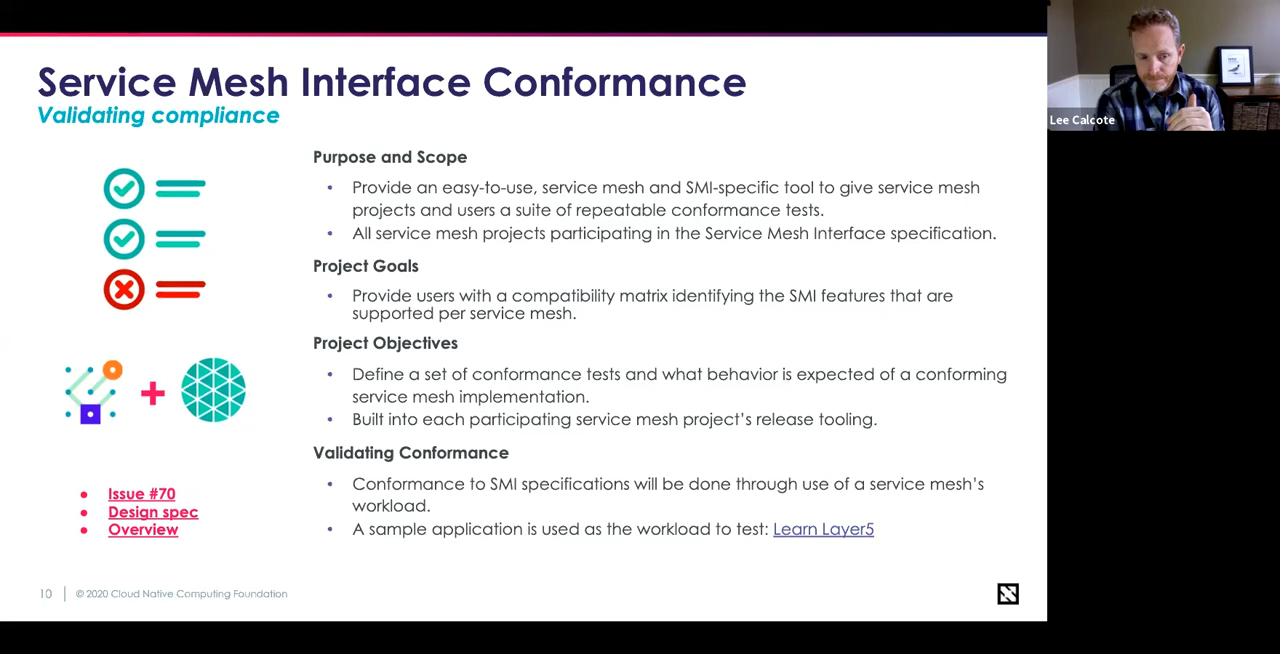 Service Mesh Interface Conformance
Validating compliance
Purpose and Scope
• Provide an easy-to-use, service mesh and SMI-specific tool to give service mesh
projects and users a suite of repeatable conformance tests.
• All service mesh projects participating in the Service Mesh Interface specification.
Project Goals
• Provide users with a compatibility matrix identifying the SMI features that are
supported per service mesh.
Project Objectives
• Define a set of conformance tests and what behavior is expected of a conforming
service mesh implementation.
• Built into each participating service mesh project's release tooling.
Validating Conformance
• Conformance to SMI specifications will be done through use of a service mesh's
workload.
• A sample application is used as the workload to test: Learn Layer5
• Issue #70
• Design spec
• Overview
10 | © 2020 Cloud Native Computing Foundation
Lee Calcote